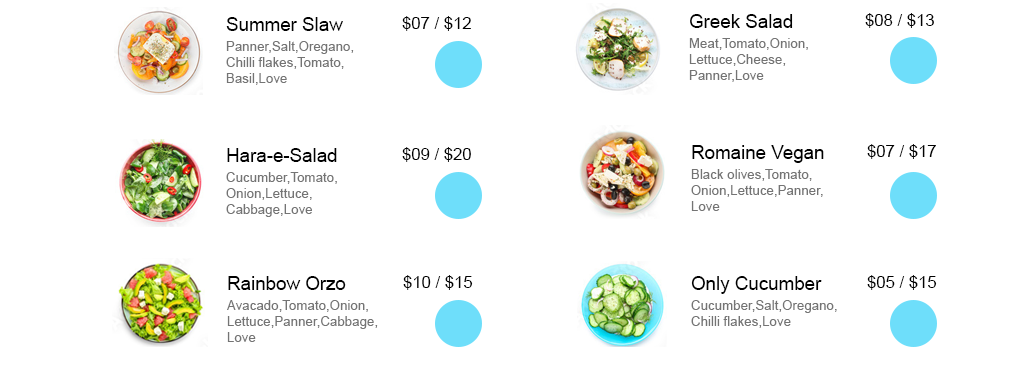 Summer Slaw
$07 / $12
Panner,Salt,Oregano,
Chilli flakes,Tomato,
Basil,Love
Greek Salad
$08 / $13
Meat,Tomato,Onion,
Lettuce,Cheese,
Panner,Love
Hara-e-Salad
$09 / $20
Cucumber,Tomato,
Onion,Lettuce,
Cabbage,Love
Romaine Vegan
$07 / $17
Black olives,Tomato,
Onion,Lettuce,Panner,
Love
Rainbow Orzo
$10 / $15
Avacado,Tomato,Onion,
Lettuce,Panner,Cabbage,
Love
Only Cucumber
$05 / $15
Cucumber,Salt,Oregano,
Chilli flakes,Love